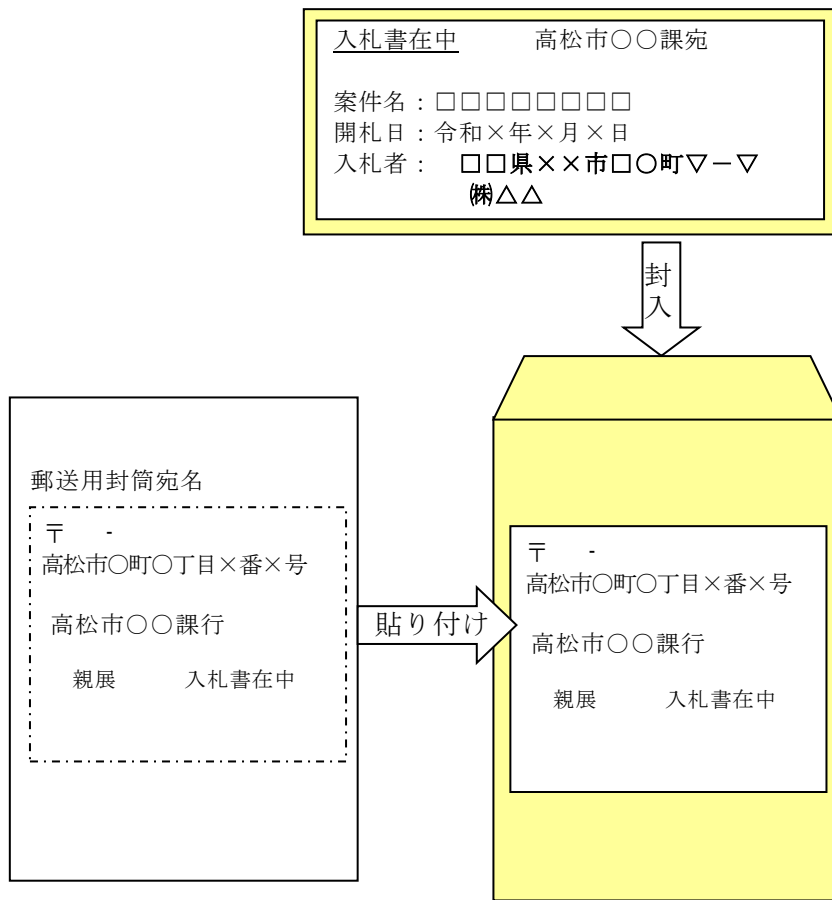 入札書在中　　　高松市○○課宛
案件名：□□□□□□□□
開札日：令和×年×月×日
入札者：　□□県××市□○町▽－▽
㈱△△
封入
郵送用封筒宛名
〒　-
高松市○町○丁目×番×号
高松市○○課行
親展　　　入札書在中
貼り付け
〒　-
高松市○町○丁目×番×号
高松市○○課行
親展　　　入札書在中